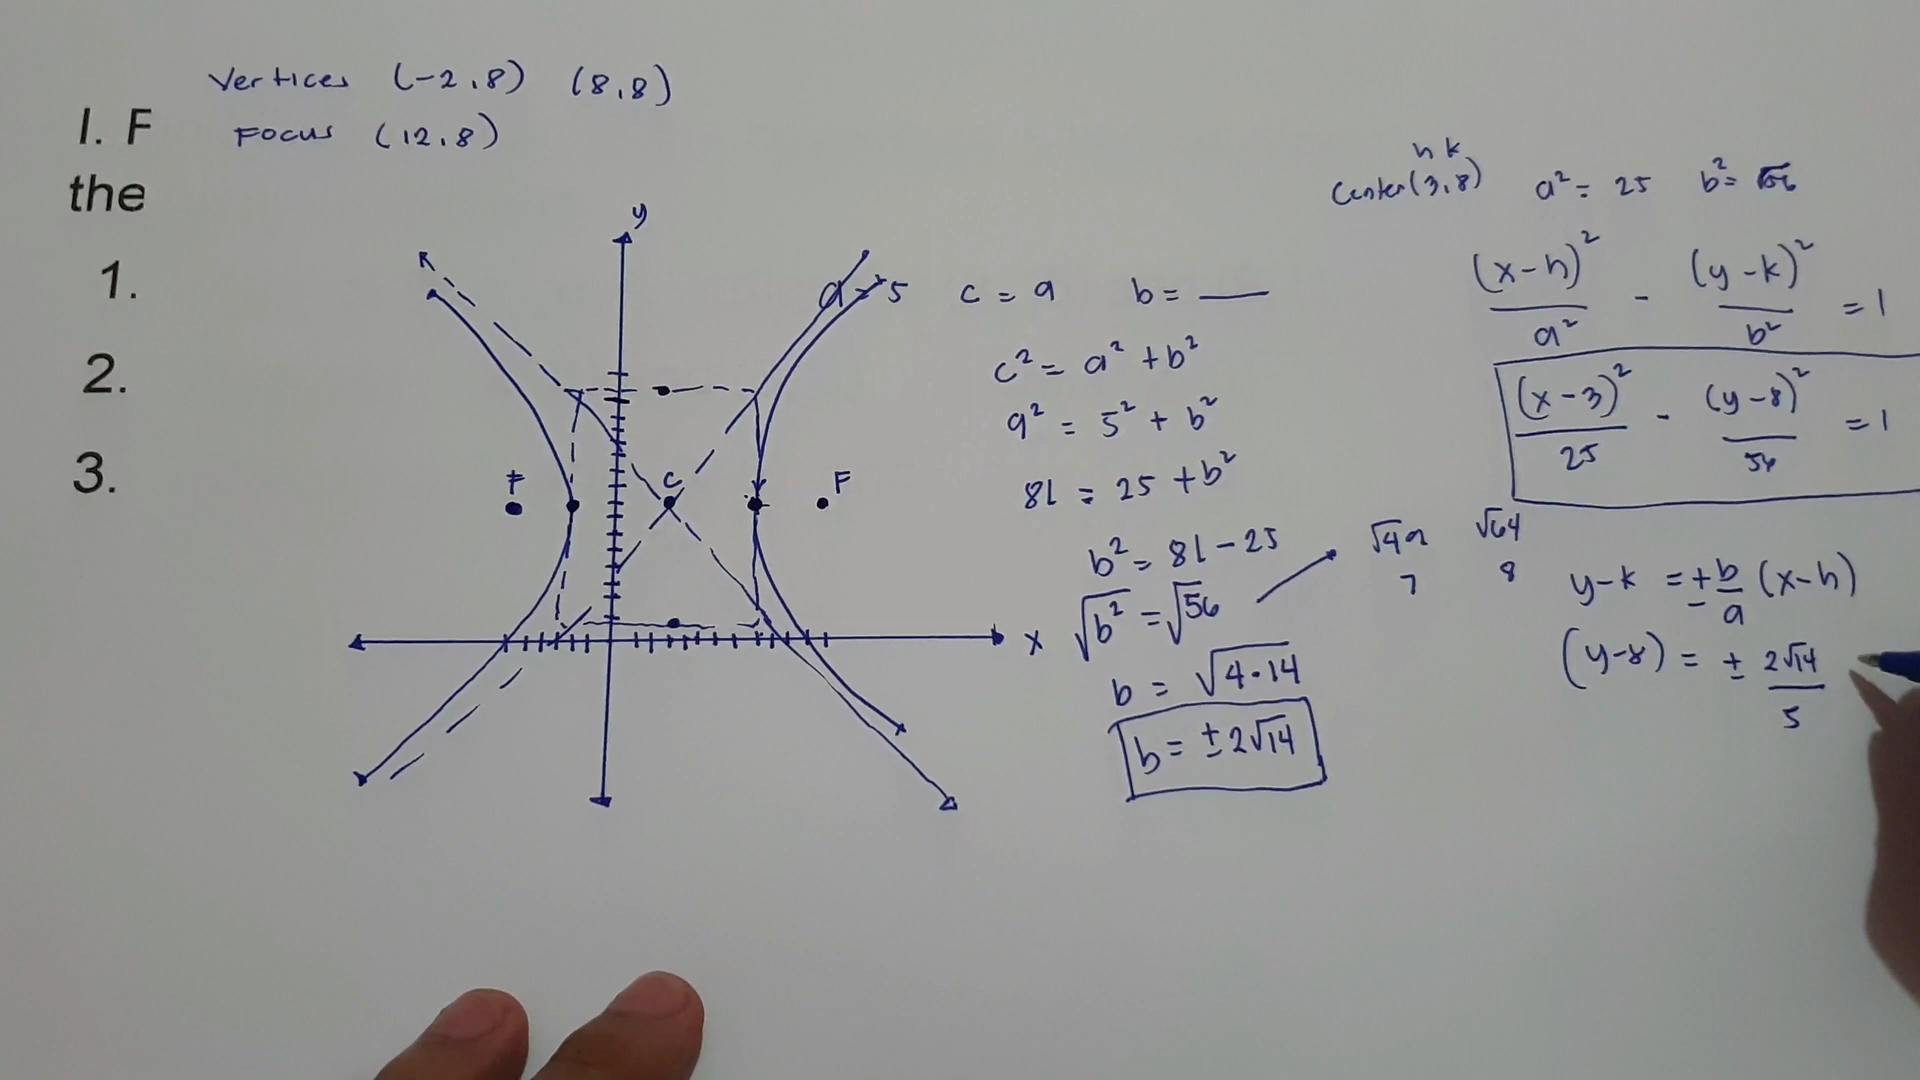 Vertices (-2,8) (8,8)
Focus (12,8)
I. F
the
1.
2.
3.
y
a = 5
F
C
F
x
c = 9 b = ___
c² = a² + b²
9² = 5² + b²
81 = 25 + b²
b² = 81 - 25
√b² = √56
b = √4·14
b = ±2√14
√49 √64
7 8
h k
Center (3,8) a² = 25 b² = √56
(x-h)²/a² - (y-k)²/b² = 1
(x-3)²/25 - (y-8)²/56 = 1
y-k = ± b/a (x-h)
(y-8) = ± 2√14/5